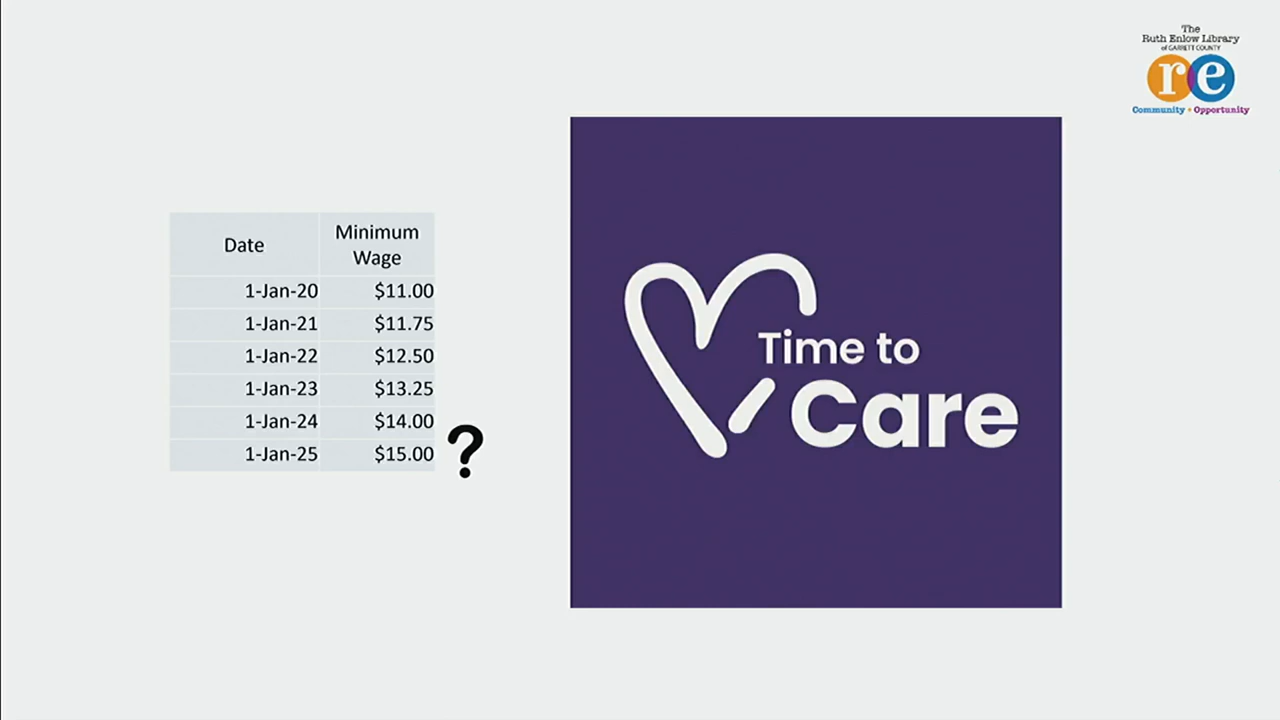 The
Ruth Enlow Library
of GARRETT COUNTY
re
Community • Opportunity
Date Minimum Wage
1-Jan-20 $11.00
1-Jan-21 $11.75
1-Jan-22 $12.50
1-Jan-23 $13.25
1-Jan-24 $14.00
1-Jan-25 $15.00
?
Time to
Care